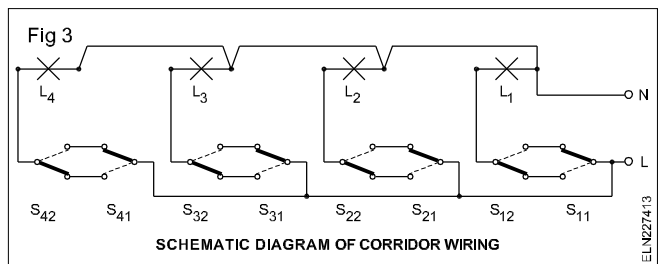 Fig 3
L4 L3 L2 L1
N
L
S42 S41 S32 S31 S22 S21 S12 S11
SCHEMATIC DIAGRAM OF CORRIDOR WIRING
ELN227413